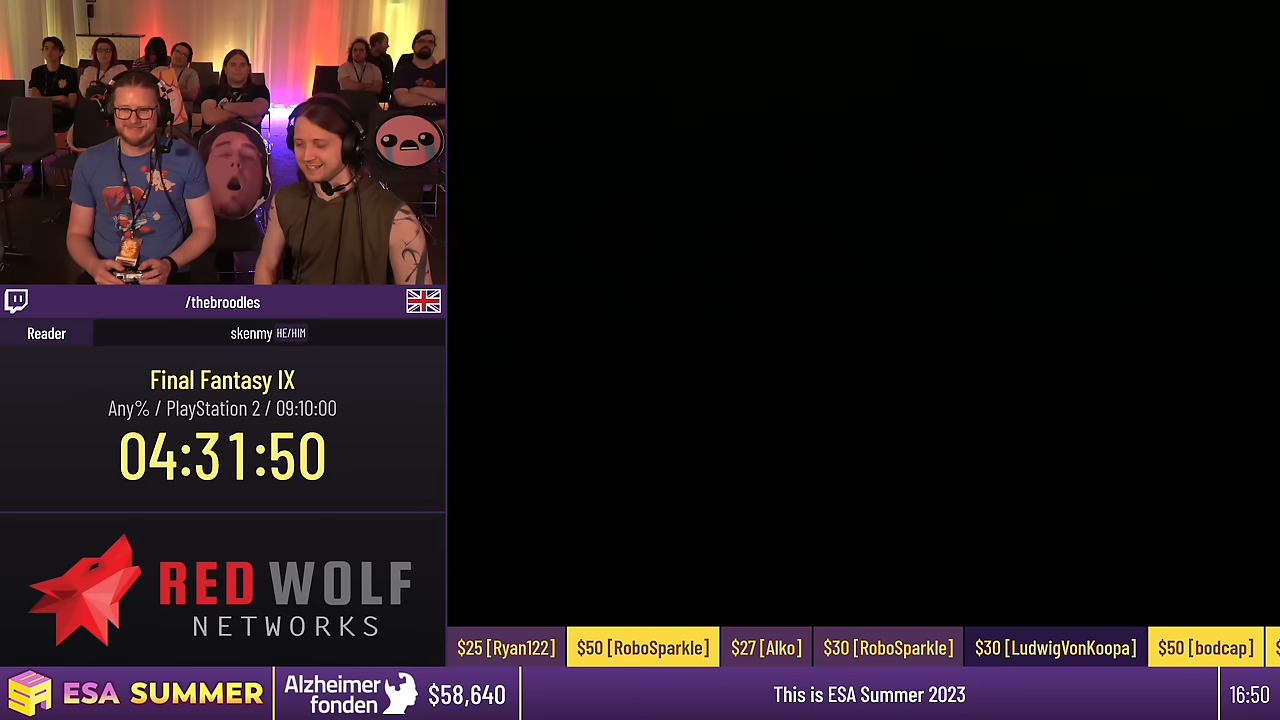 /thebroodles
Reader
skenmy HE/HIM
Final Fantasy IX
Any% / PlayStation 2 / 09:10:00
04:31:50
RED WOLF
NETWORKS
$25 [Ryan122] $50 [RoboSparkle] $27 [Alko] $30 [RoboSparkle] $30 [LudwigVonKoopa] $50 [bodcap]
ESA SUMMER
Alzheimer
fonden
$58,640
This is ESA Summer 2023
16:50